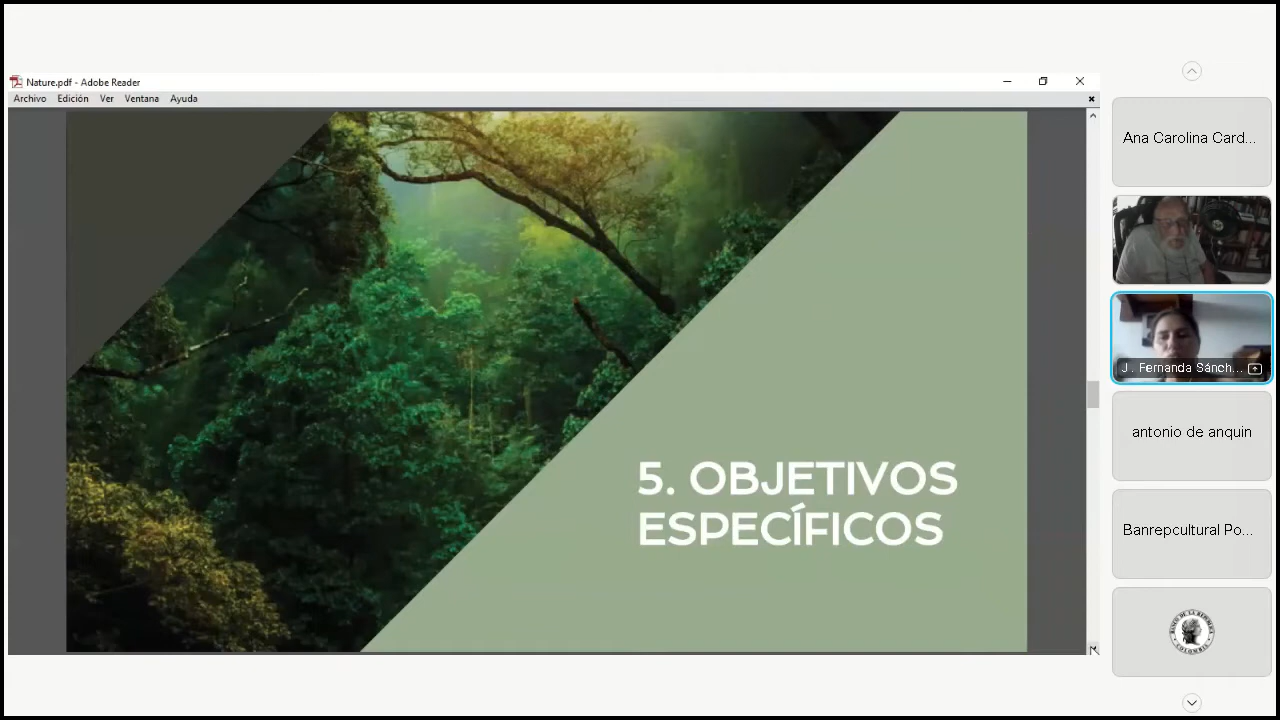 Nature.pdf - Adobe Reader
Archivo Edición Ver Ventana Ayuda
5. OBJETIVOS
ESPECÍFICOS
Ana Carolina Card...
J. Fernanda Sánch...
antonio de anquin
Banrepcultural Po...